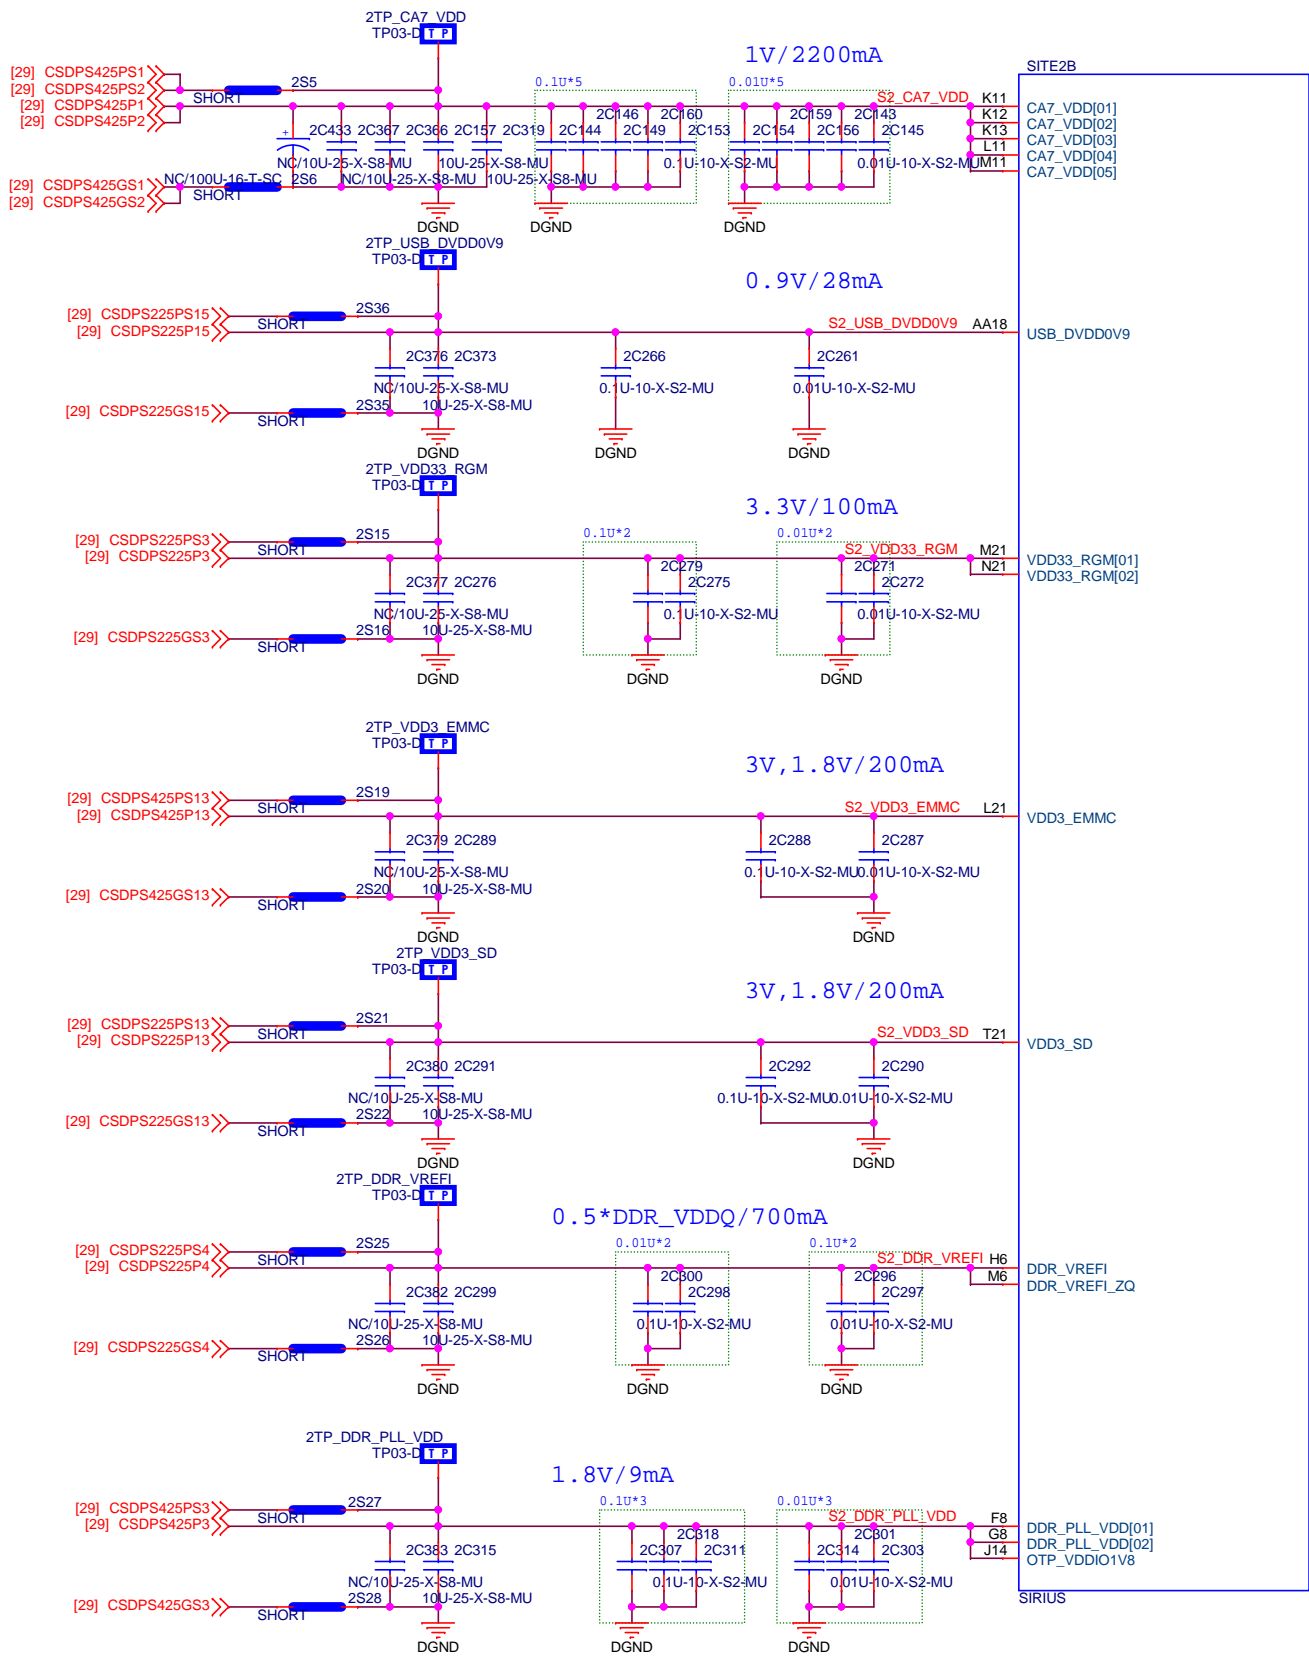 2TP_CA7_VDD
TP03-D T P
1V/2200mA
SITE2B
[29] CSDPS425PS1
[29] CSDPS425PS2
[29] CSDPS425P1
[29] CSDPS425P2
2S5
SHORT
0.1U*5
0.01U*5
S2_CA7_VDD
K11 CA7_VDD[01]
K12 CA7_VDD[02]
K13 CA7_VDD[03]
L11 CA7_VDD[04]
M11 CA7_VDD[05]
2C146 2C160 2C159 2C143
2C433 2C367 2C366 2C157 2C319 2C144 2C149 2C153 2C154 2C156 2C145
NC/10U-25-X-S8-MU 10U-25-X-S8-MU 0.1U-10-X-S2-MU 0.01U-10-X-S2-MU
[29] CSDPS425GS1
[29] CSDPS425GS2
NC/100U-16-T-SC 2S6 NC/10U-25-X-S8-MU 10U-25-X-S8-MU
SHORT
DGND DGND DGND
2TP_USB_DVDD0V9
TP03-D T P
0.9V/28mA
[29] CSDPS225PS15
[29] CSDPS225P15
2S36
SHORT
S2_USB_DVDD0V9 AA18 USB_DVDD0V9
2C376 2C373 2C266 2C261
NC/10U-25-X-S8-MU 0.1U-10-X-S2-MU 0.01U-10-X-S2-MU
[29] CSDPS225GS15
2S35 10U-25-X-S8-MU
SHORT
DGND DGND DGND
2TP_VDD33_RGM
TP03-D T P
3.3V/100mA
[29] CSDPS225PS3
[29] CSDPS225P3
2S15
SHORT
0.1U*2
0.01U*2
S2_VDD33_RGM
M21 VDD33_RGM[01]
N21 VDD33_RGM[02]
2C279 2C271
2C377 2C276 2C275 2C272
NC/10U-25-X-S8-MU 0.1U-10-X-S2-MU 0.01U-10-X-S2-MU
[29] CSDPS225GS3
2S16 10U-25-X-S8-MU
SHORT
DGND DGND DGND
2TP_VDD3_EMMC
TP03-D T P
3V,1.8V/200mA
[29] CSDPS425PS13
[29] CSDPS425P13
2S19
SHORT
S2_VDD3_EMMC L21 VDD3_EMMC
2C379 2C289 2C288 2C287
NC/10U-25-X-S8-MU 0.1U-10-X-S2-MU 0.01U-10-X-S2-MU
[29] CSDPS425GS13
2S20 10U-25-X-S8-MU
SHORT
DGND DGND
2TP_VDD3_SD
TP03-D T P
3V,1.8V/200mA
[29] CSDPS225PS13
[29] CSDPS225P13
2S21
SHORT
S2_VDD3_SD T21 VDD3_SD
2C380 2C291 2C292 2C290
NC/10U-25-X-S8-MU 0.1U-10-X-S2-MU 0.01U-10-X-S2-MU
[29] CSDPS225GS13
2S22 10U-25-X-S8-MU
SHORT
DGND DGND
2TP_DDR_VREFI
TP03-D T P
0.5*DDR_VDDQ/700mA
[29] CSDPS225PS4
[29] CSDPS225P4
2S25
SHORT
0.01U*2
0.1U*2
S2_DDR_VREFI
H6 DDR_VREFI
M6 DDR_VREFI_ZQ
2C300 2C296
2C382 2C299 2C298 2C297
NC/10U-25-X-S8-MU 0.1U-10-X-S2-MU 0.01U-10-X-S2-MU
[29] CSDPS225GS4
2S26 10U-25-X-S8-MU
SHORT
DGND DGND DGND
2TP_DDR_PLL_VDD
TP03-D T P
1.8V/9mA
[29] CSDPS425PS3
[29] CSDPS425P3
2S27
SHORT
0.1U*3
0.01U*3
S2_DDR_PLL_VDD
F8 DDR_PLL_VDD[01]
G8 DDR_PLL_VDD[02]
J14 OTP_VDDIO1V8
2C318 2C301
2C383 2C315 2C307 2C311 2C314 2C303
NC/10U-25-X-S8-MU 0.1U-10-X-S2-MU 0.01U-10-X-S2-MU
[29] CSDPS425GS3
2S28 10U-25-X-S8-MU
SHORT
SIRIUS
DGND DGND DGND